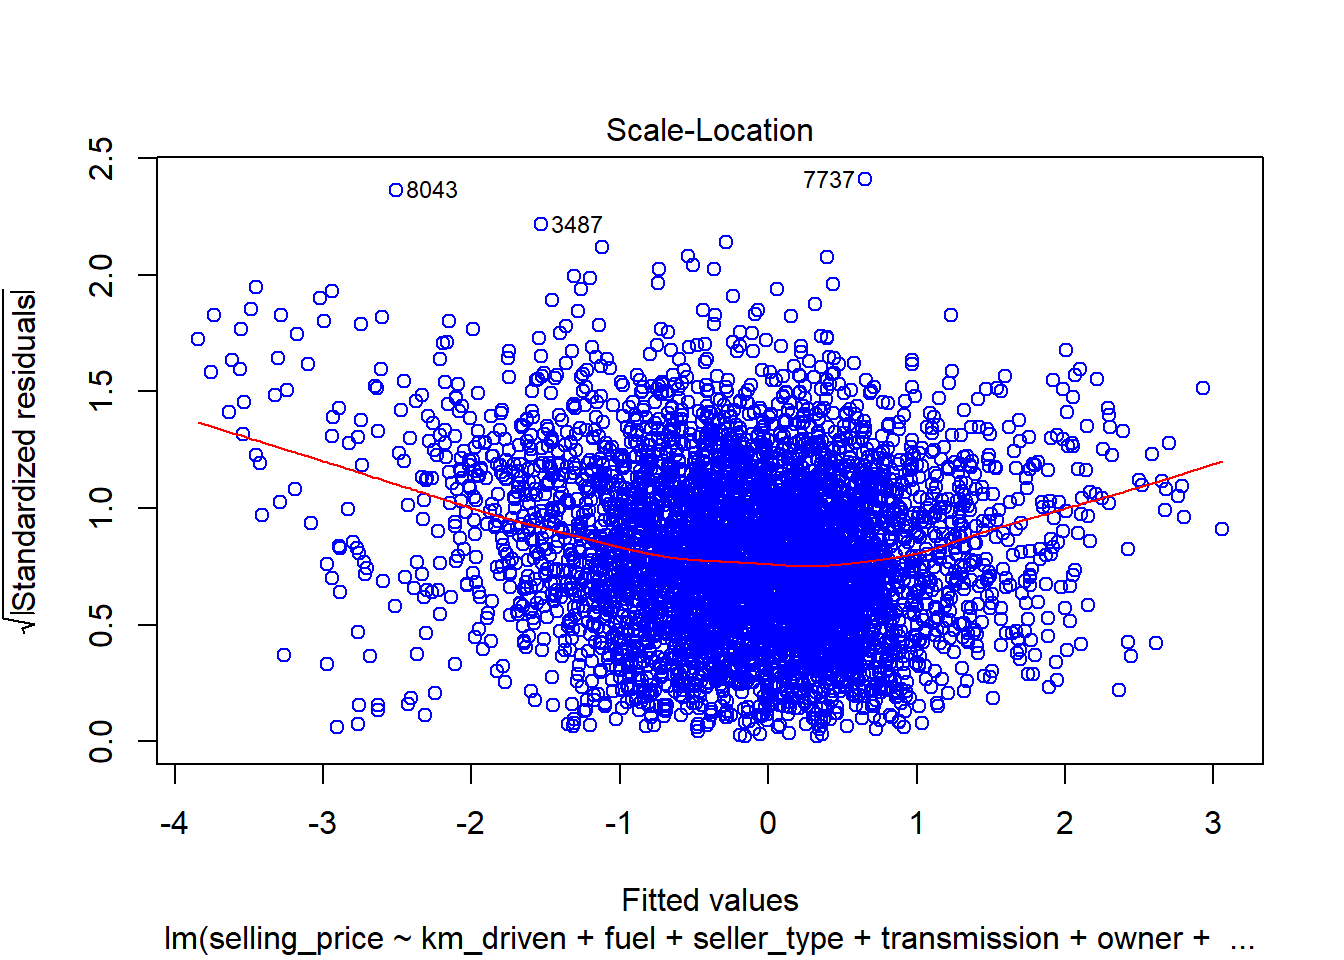 Scale-Location
8043
7737
3487
√|Standardized residuals|
2.5
2.0
1.5
1.0
0.5
0.0
-4 -3 -2 -1 0 1 2 3
Fitted values
lm(selling_price ~ km_driven + fuel + seller_type + transmission + owner + ...